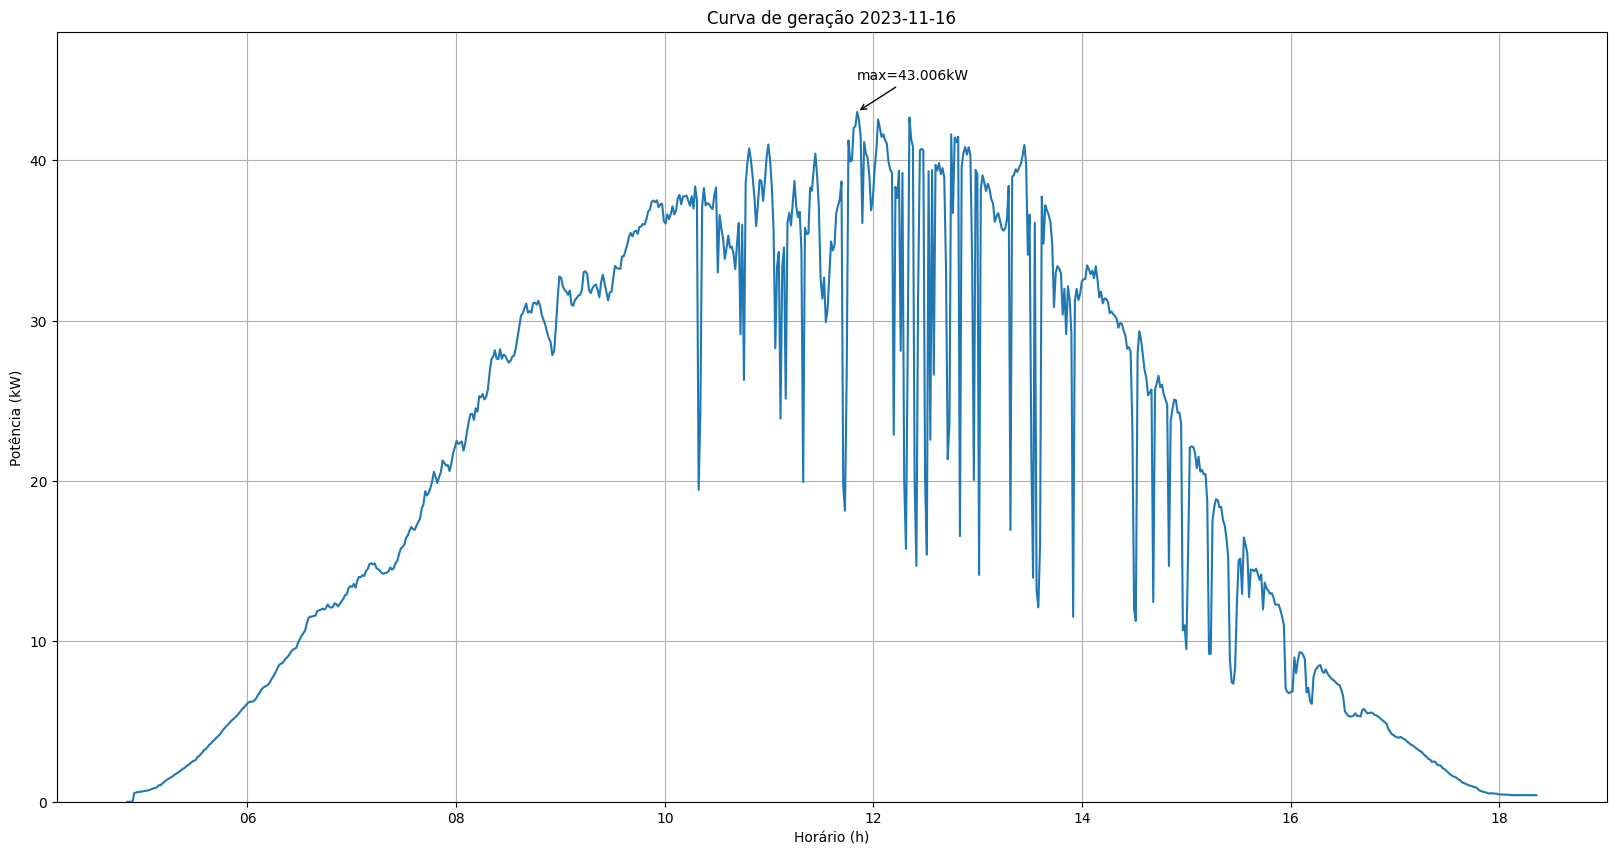 Curva de geração 2023-11-16
max=43.006kW
Potência (kW)
40
30
20
10
0
06 08 10 12 14 16 18
Horário (h)